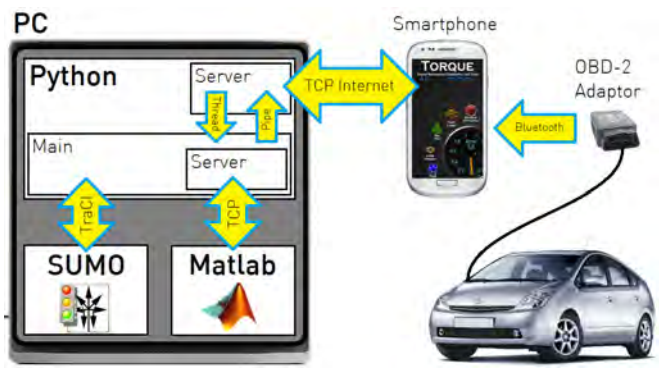 PC
Smartphone
Python
Server
TCP Internet
TORQUE
OBD-2
Adaptor
Thread
Pipe
Bluetooth
Main
Server
TraCI
TCP
SUMO
Matlab